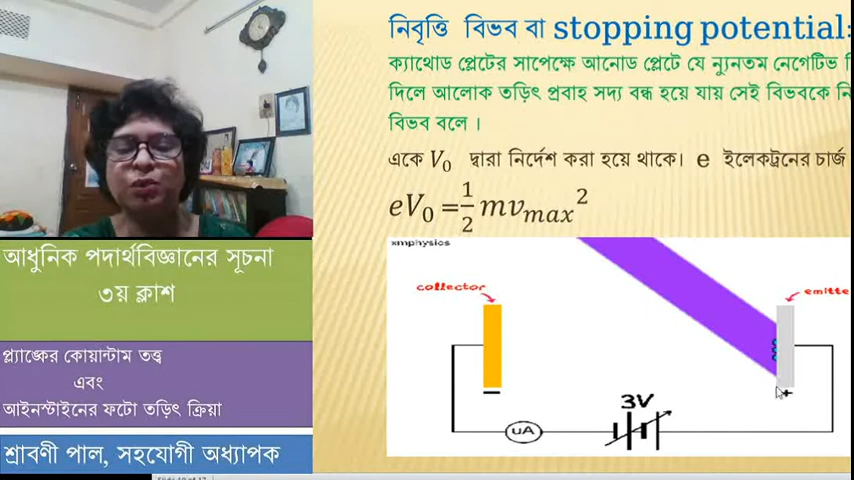 নিবৃত্তি বিভব বা stopping potential:
ক্যাথোড প্লেটের সাপেক্ষে আনোড প্লেটে যে ন্যুনতম নেগেটিভ
দিলে আলোক তড়িৎ প্রবাহ সদ্য বন্ধ হয়ে যায় সেই বিভবকে
বিভব বলে ।
একে V₀ দ্বারা নির্দেশ করা হয়ে থাকে। e ইলেকট্রনের চার্জ
eV₀ =1/2 mv_max²
xmphysics
collector
emitte
3V
uA
আধুনিক পদার্থবিজ্ঞানের সূচনা
৩য় ক্লাশ
প্ল্যাঙ্কের কোয়ান্টাম তত্ত্ব
এবং
আইনস্টাইনের ফটো তড়িৎ ক্রিয়া
শ্রাবণী পাল, সহযোগী অধ্যাপক